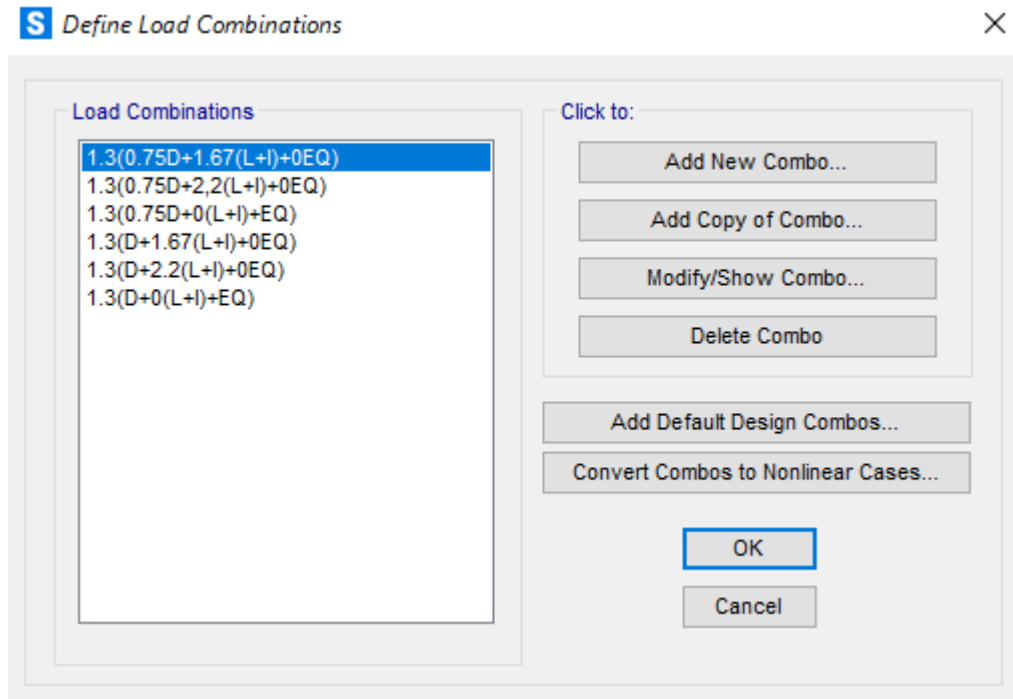 S Define Load Combinations
Load Combinations
1.3(0.75D+1.67(L+I)+0EQ)
1.3(0.75D+2,2(L+I)+0EQ)
1.3(0.75D+0(L+I)+EQ)
1.3(D+1.67(L+I)+0EQ)
1.3(D+2.2(L+I)+0EQ)
1.3(D+0(L+I)+EQ)
Click to:
Add New Combo...
Add Copy of Combo...
Modify/Show Combo...
Delete Combo
Add Default Design Combos...
Convert Combos to Nonlinear Cases...
OK
Cancel